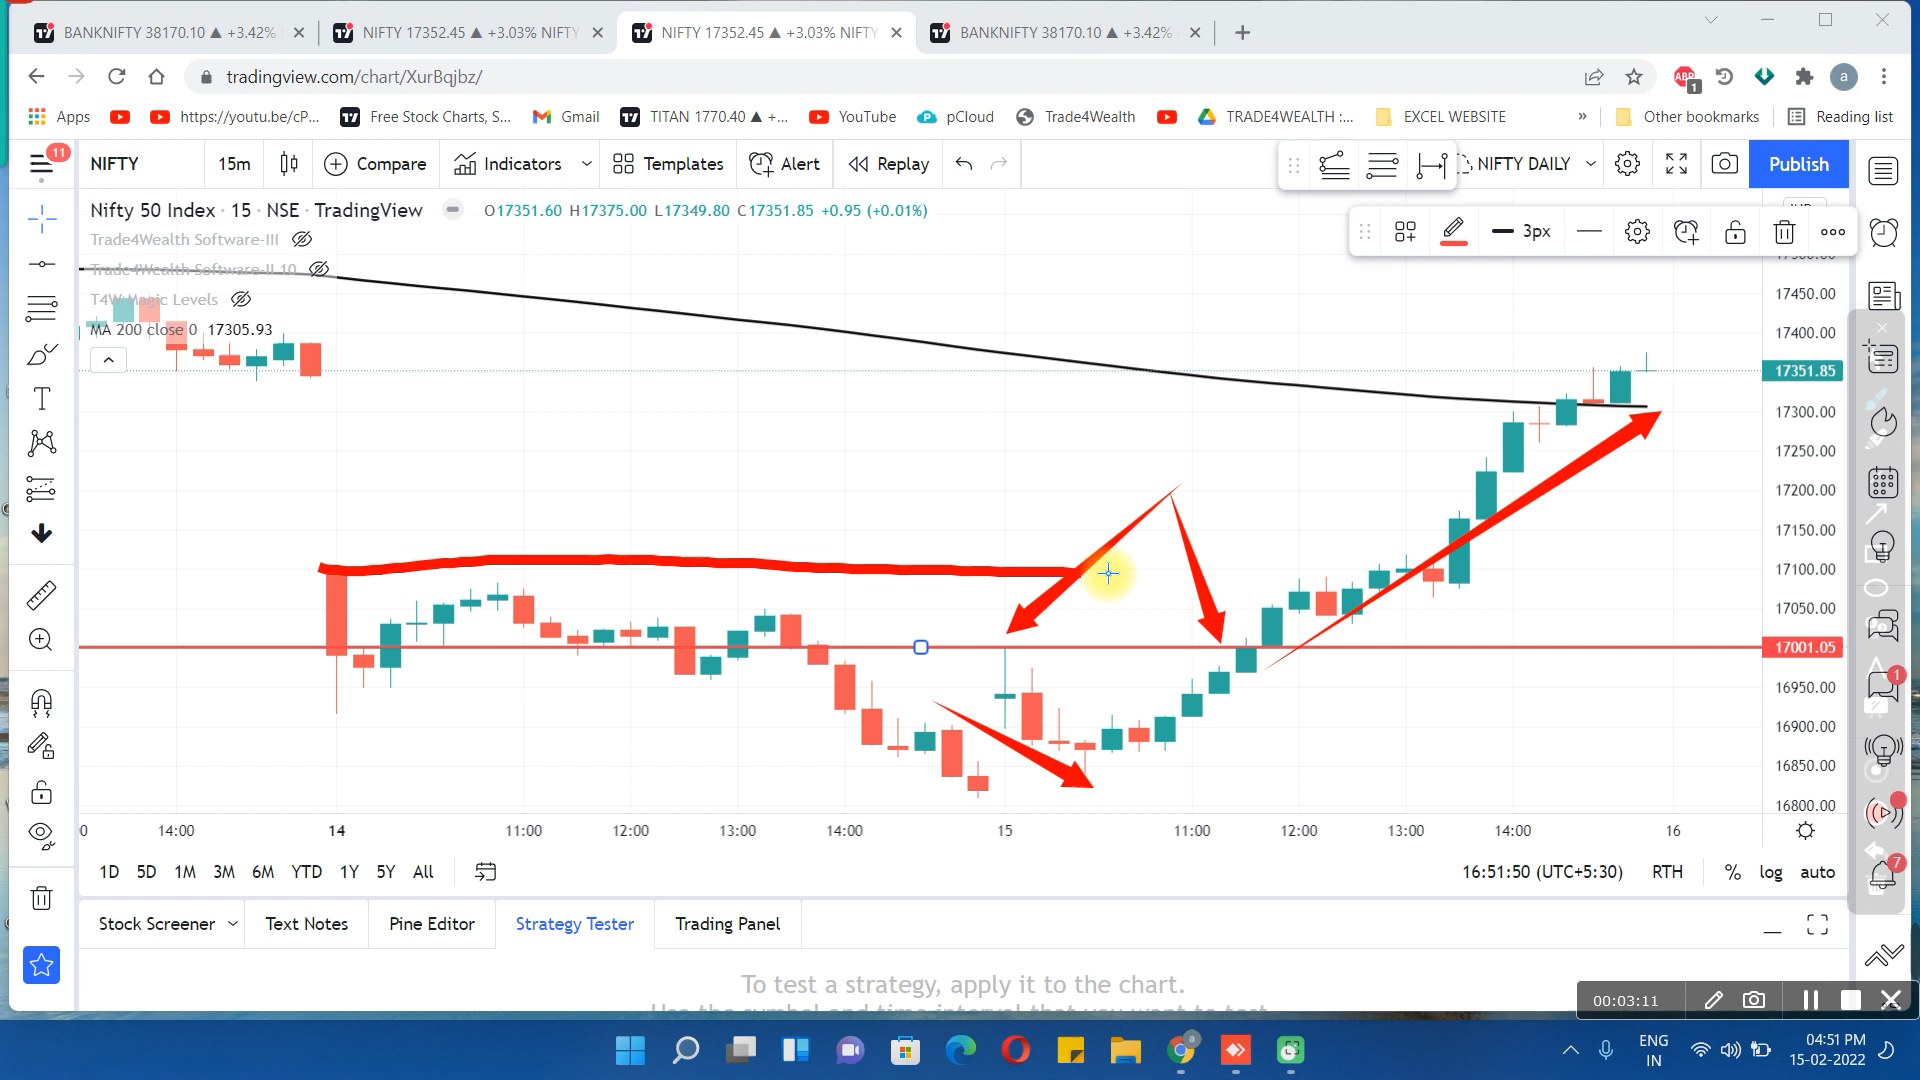 BANKNIFTY 38170.10 ▲ +3.42%
NIFTY 17352.45 ▲ +3.03% NIFTY
NIFTY 17352.45 ▲ +3.03% NIFTY
BANKNIFTY 38170.10 ▲ +3.42%
tradingview.com/chart/XurBqjbz/
ABP
1
a
Apps
https://youtu.be/cP...
Free Stock Charts, S...
Gmail
TITAN 1770.40 ▲ +...
YouTube
pCloud
Trade4Wealth
TRADE4WEALTH :...
EXCEL WEBSITE
»
Other bookmarks
Reading list
11
NIFTY
15m
Compare
Indicators
Templates
Alert
Replay
NIFTY DAILY
Publish
Nifty 50 Index · 15 · NSE · TradingView
O17351.60 H17375.00 L17349.80 C17351.85 +0.95 (+0.01%)
3px
Trade4Wealth Software-III
Trade4Wealth Software-II 10
T4W Magic Levels
MA 200 close 0 17305.93
17450.00
17400.00
17351.85
17300.00
17250.00
17200.00
17150.00
17100.00
17050.00
17001.05
16950.00
16900.00
16850.00
16800.00
1
7
0
14:00
14
11:00
12:00
13:00
14:00
15
11:00
12:00
13:00
14:00
16
1D 5D 1M 3M 6M YTD 1Y 5Y All
16:51:50 (UTC+5:30) RTH % log auto
Stock Screener
Text Notes
Pine Editor
Strategy Tester
Trading Panel
To test a strategy, apply it to the chart.
00:03:11
ENG
IN
04:51 PM
15-02-2022